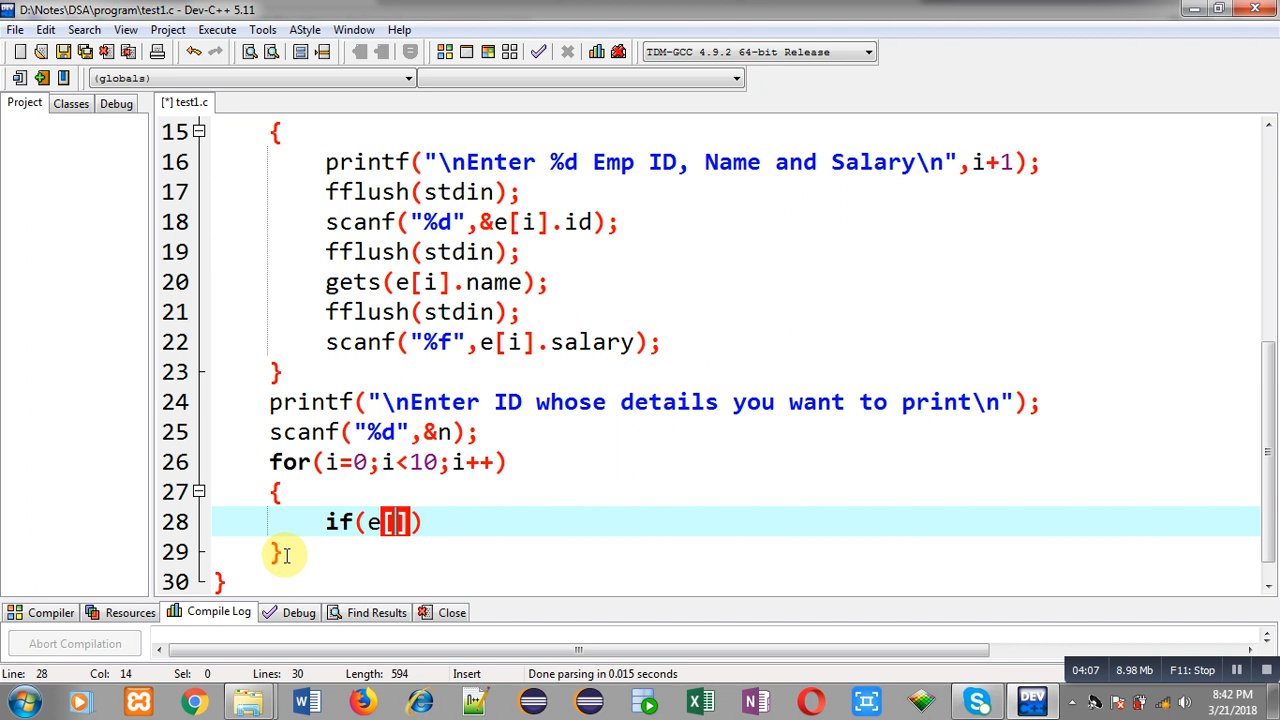 D:\Notes\DSA\program\test1.c - Dev-C++ 5.11
File Edit Search View Project Execute Tools AStyle Window Help
TDM-GCC 4.9.2 64-bit Release
(globals)
Project Classes Debug [*] test1.c
15 {
16 printf("\nEnter %d Emp ID, Name and Salary\n",i+1);
17 fflush(stdin);
18 scanf("%d",&e[i].id);
19 fflush(stdin);
20 gets(e[i].name);
21 fflush(stdin);
22 scanf("%f",e[i].salary);
23 }
24 printf("\nEnter ID whose details you want to print\n");
25 scanf("%d",&n);
26 for(i=0;i<10;i++)
27 {
28 if(e[])
29 }
30 }
Compiler Resources Compile Log Debug Find Results Close
Abort Compilation
Line: 28 Col: 14 Sel: 0 Lines: 30 Length: 594 Insert Done parsing in 0.015 seconds
04:07 8.98 Mb F11: Stop
8:42 PM
3/21/2018